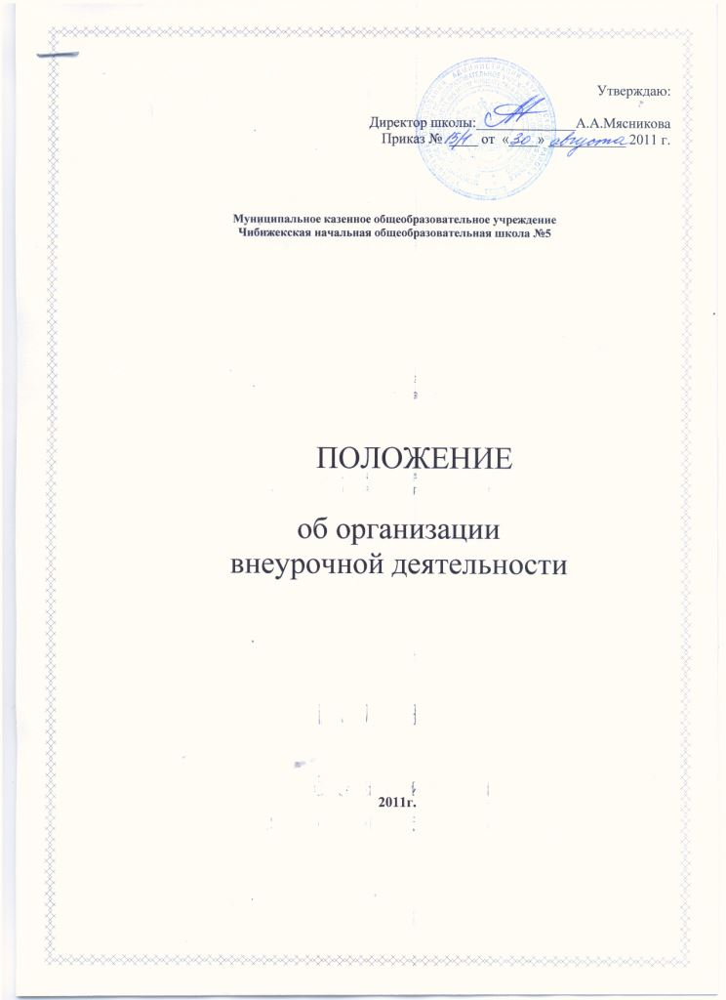 Утверждаю:
Директор школы:______________А.А.Мясникова
Приказ № 15/1 от «30» августа 2011 г.
Муниципальное казенное общеобразовательное учреждение
Чибижекская начальная общеобразовательная школа №5
ПОЛОЖЕНИЕ
об организации
внеурочной деятельности
2011г.